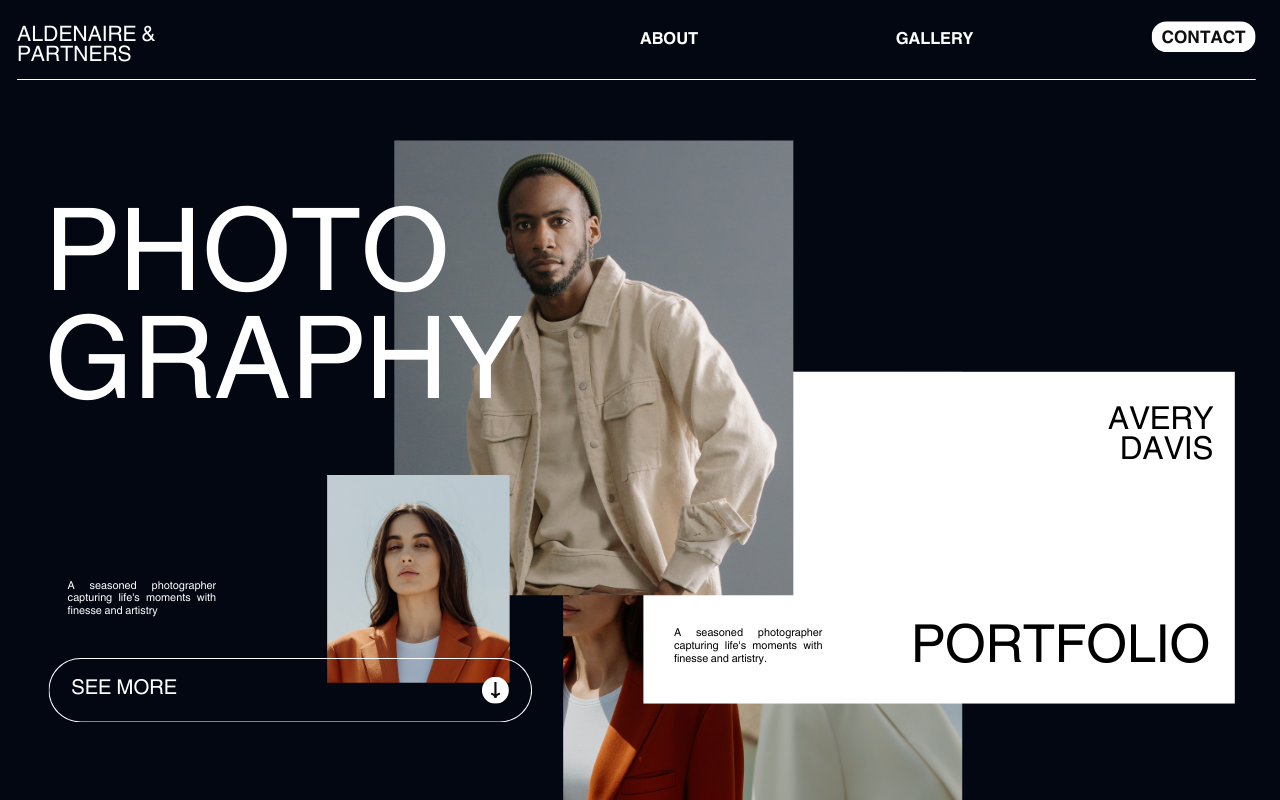 ALDENAIRE &
PARTNERS
ABOUT
GALLERY
CONTACT
PHOTO
GRAPHY
AVERY
DAVIS
A seasoned photographer
capturing life's moments with
finesse and artistry
SEE MORE
A seasoned photographer
capturing life's moments with
finesse and artistry.
PORTFOLIO